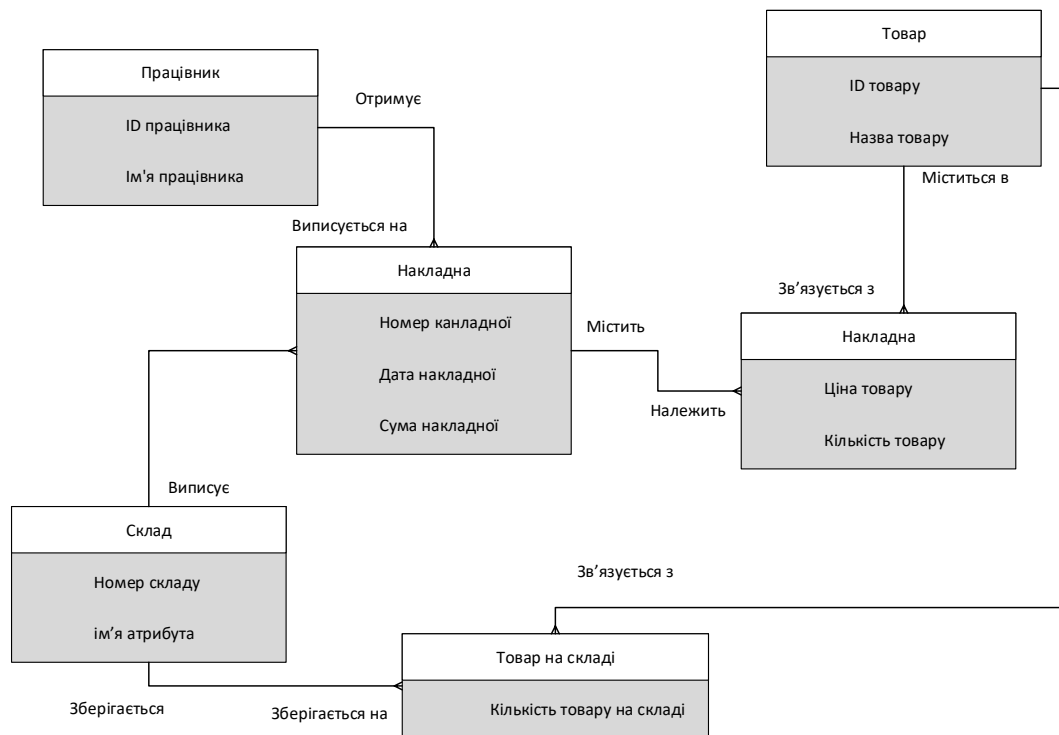 Товар
Працівник
ID товару
Отримує
ID працівника
Назва товару
Ім'я працівника
Міститься в
Виписується на
Накладна
Зв’язується з
Номер канладної
Містить
Накладна
Дата накладної
Ціна товару
Належить
Сума накладної
Кількість товару
Виписує
Склад
Зв’язується з
Номер складу
ім’я атрибута
Товар на складі
Зберігається
Зберігається на
Кількість товару на складі